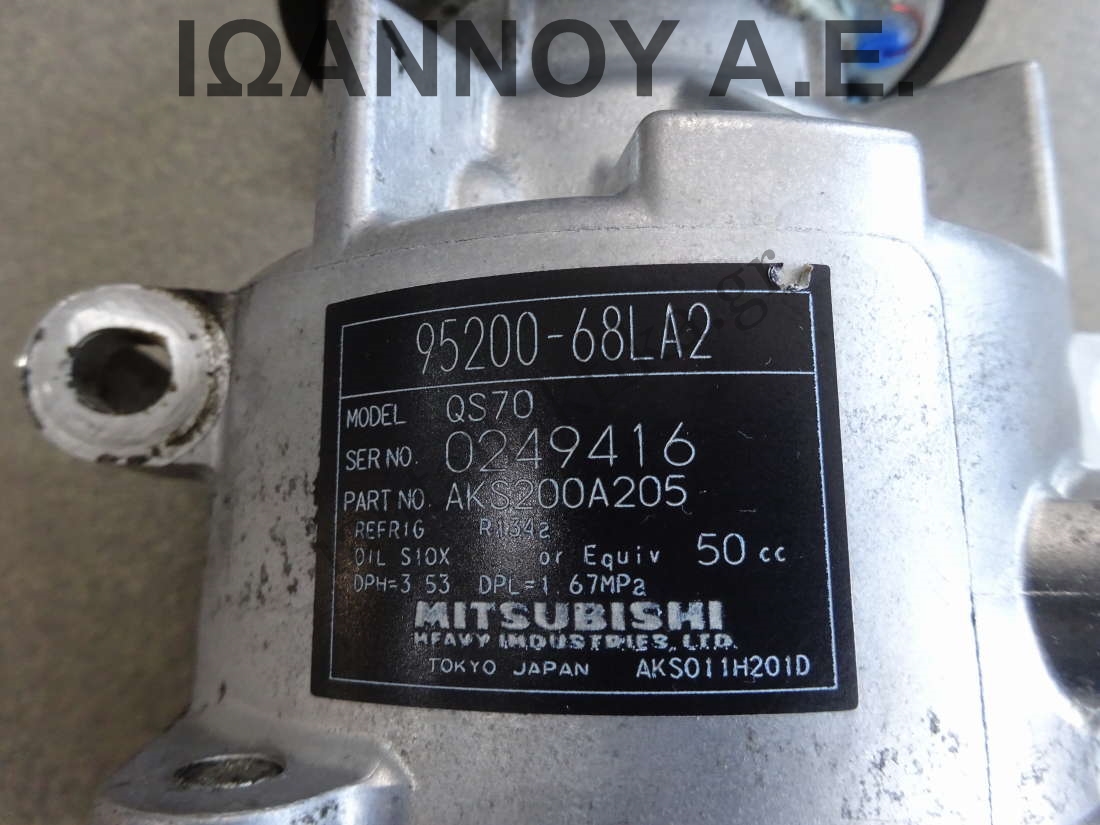 ΙΩΑΝΝΟΥ Α.Ε.
95200-68LA2
MODEL QS70
SER NO. 0249416
PART NO. AKS200A205
REFRIG R134a
OIL S10X or Equiv 50 cc
DPH=3.53 DPL=1.67MPa
MITSUBISHI
HEAVY INDUSTRIES, LTD.
TOKYO JAPAN AKS011H201D